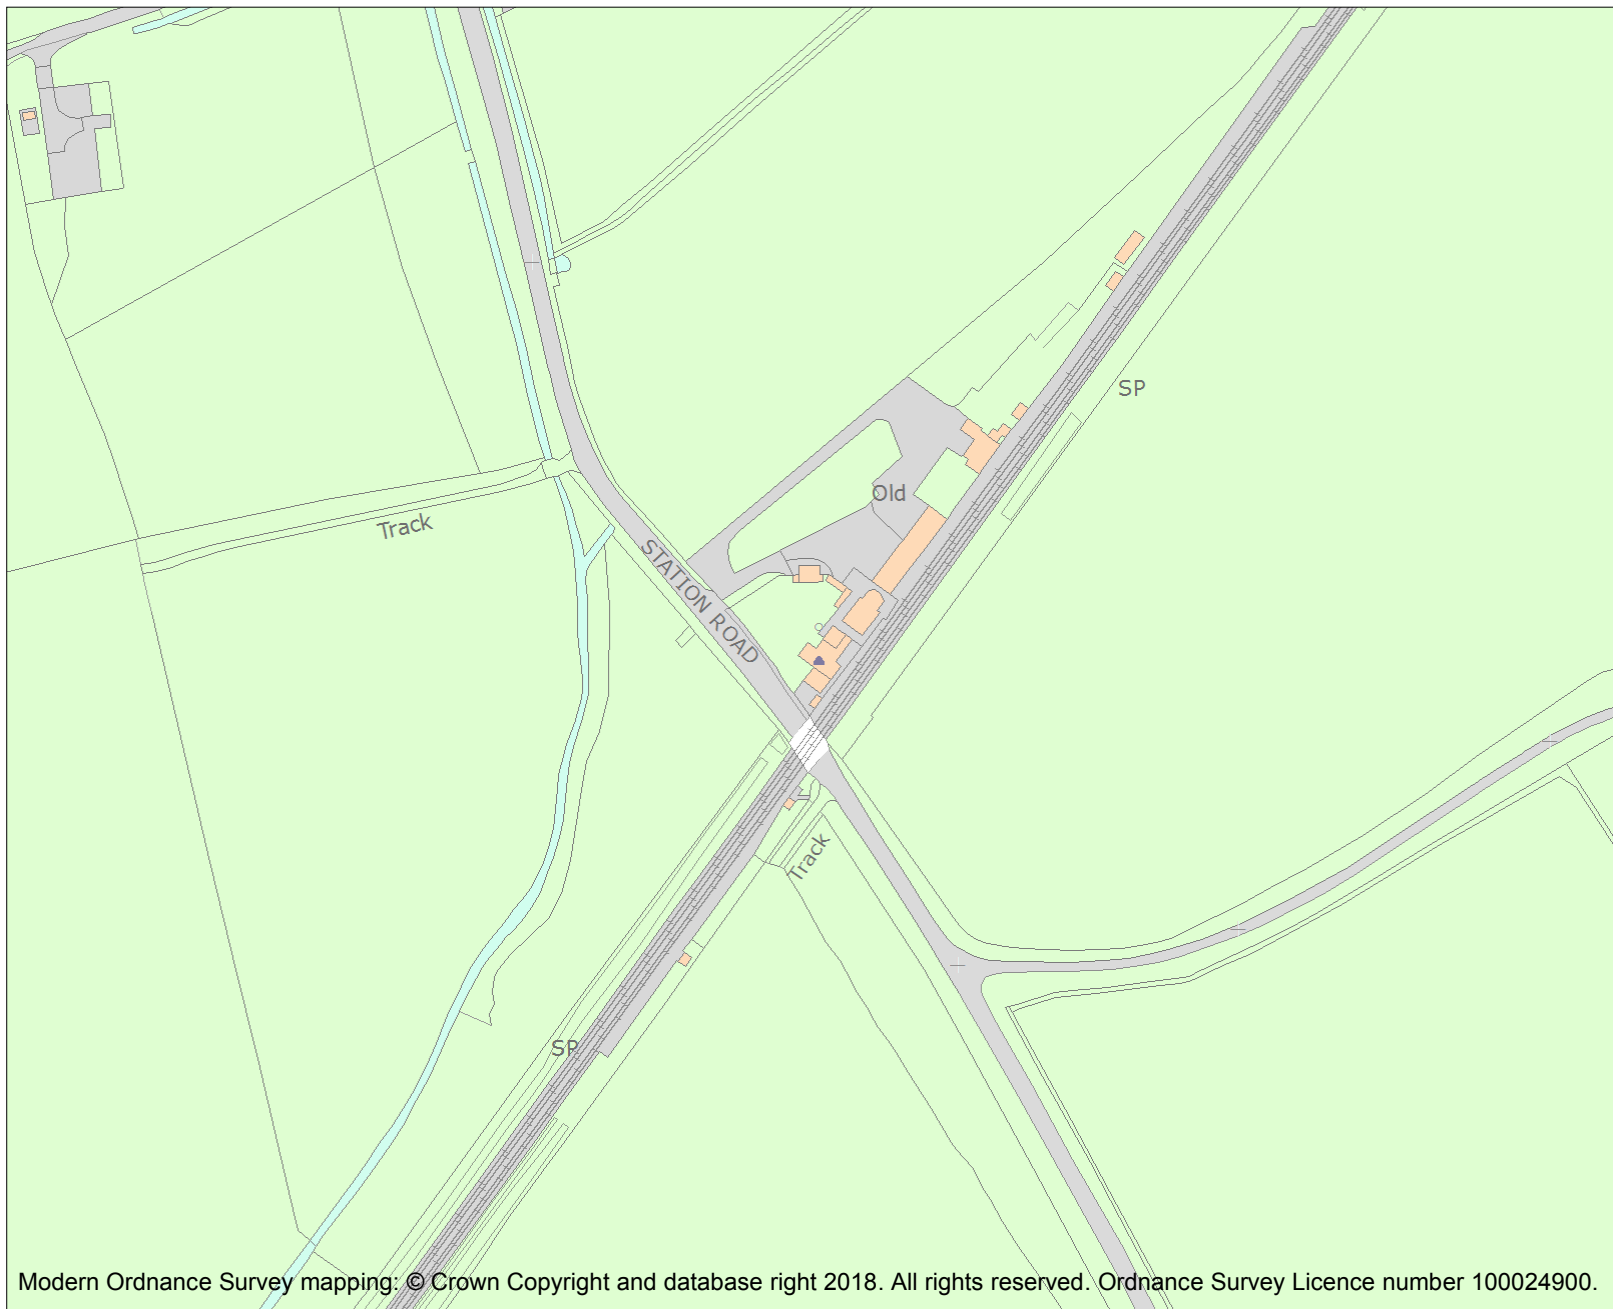 SP
Old
Track
STATION ROAD
Track
SP
Modern Ordnance Survey mapping: © Crown Copyright and database right 2018. All rights reserved. Ordnance Survey Licence number 100024900.